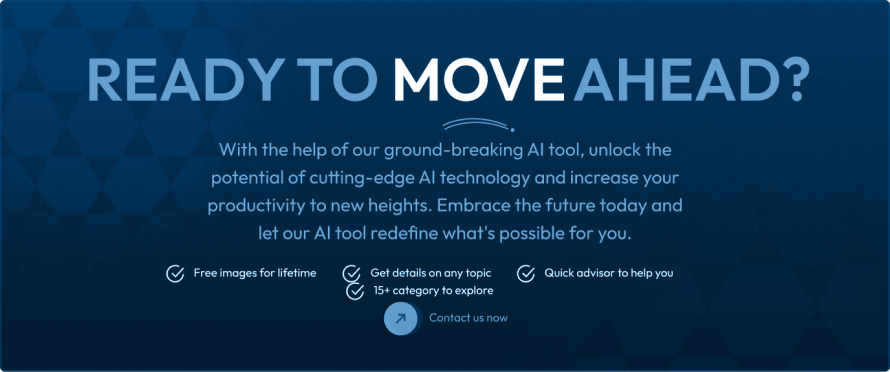 READY TO MOVE AHEAD?
With the help of our ground-breaking AI tool, unlock the
potential of cutting-edge AI technology and increase your
productivity to new heights. Embrace the future today and
let our AI tool redefine what's possible for you.
Free images for lifetime Get details on any topic Quick advisor to help you
15+ category to explore
Contact us now